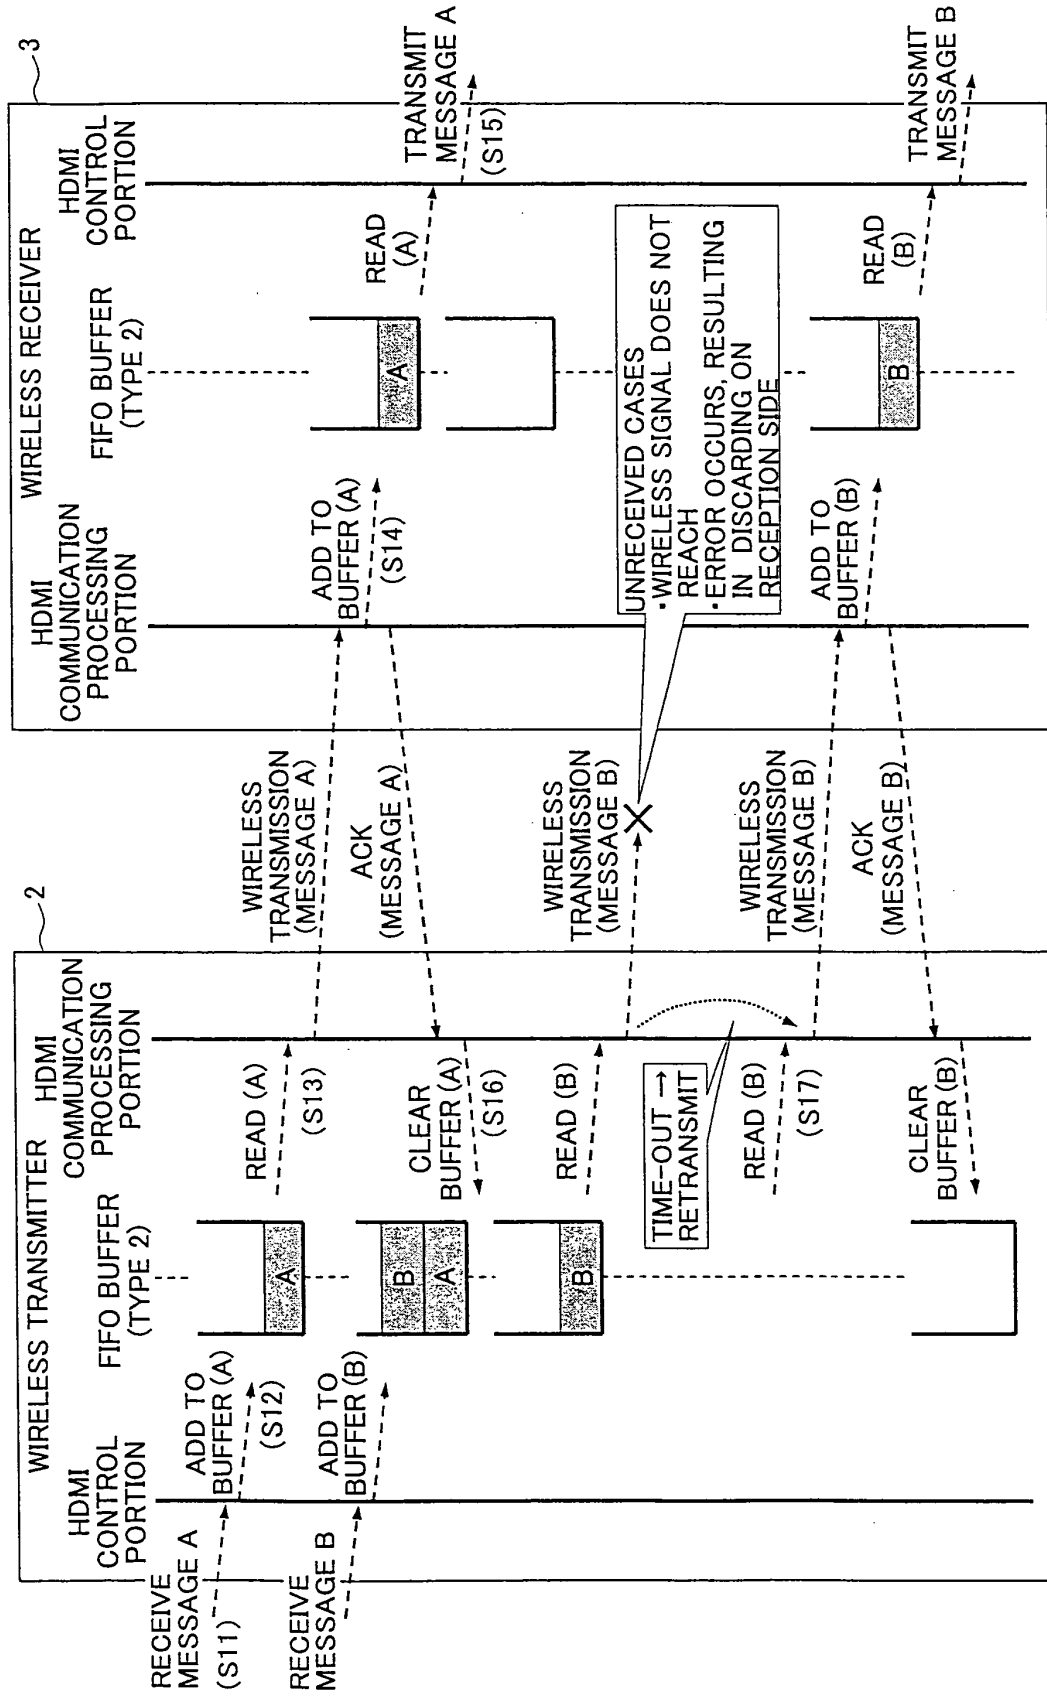 WIRELESS TRANSMITTER
2
HDMI
CONTROL
PORTION
FIFO BUFFER
(TYPE 2)
HDMI
COMMUNICATION
PROCESSING
PORTION
WIRELESS RECEIVER
3
HDMI
COMMUNICATION
PROCESSING
PORTION
FIFO BUFFER
(TYPE 2)
HDMI
CONTROL
PORTION
RECEIVE
MESSAGE A
(S11)
ADD TO
BUFFER (A)
(S12)
A
READ (A)
(S13)
WIRELESS
TRANSMISSION
(MESSAGE A)
ADD TO
BUFFER (A)
(S14)
A
READ
(A)
TRANSMIT
MESSAGE A
(S15)
RECEIVE
MESSAGE B
ADD TO
BUFFER (B)
B
A
ACK
(MESSAGE A)
CLEAR
BUFFER (A)
(S16)
B
READ (B)
WIRELESS
TRANSMISSION
(MESSAGE B)
UNRECEIVED CASES
・WIRELESS SIGNAL DOES NOT
REACH
・ERROR OCCURS, RESULTING
IN DISCARDING ON
RECEPTION SIDE
TIME-OUT →
RETRANSMIT
READ (B)
(S17)
WIRELESS
TRANSMISSION
(MESSAGE B)
ADD TO
BUFFER (B)
B
READ
(B)
TRANSMIT
MESSAGE B
ACK
(MESSAGE B)
CLEAR
BUFFER (B)